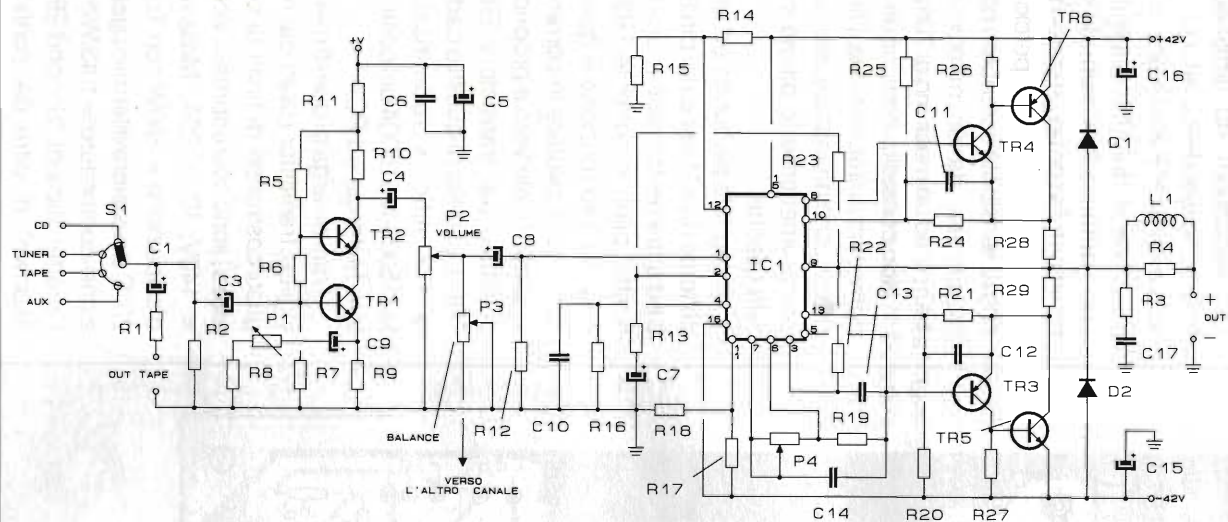 TR6
R14
+42V
+V
R15
R25
R26
C16
R11
C6
C5
C11
R10
TR4
D1
R23
R5
C4
S1
12
1
5
8
L1
CD
P2
10
VOLUME
C8
R24
R28
C1
TR2
TUNER
1
IC1
R22
9
R4
TAPE
C3
R6
2
C13
R21
R29
TR1
4
13
R3
+
AUX
P1
P3
16
5
OUT
R1
R2
R13
1
1
7
6
3
C12
C17
-
C9
R8
R7
R9
C7
TR3
D2
OUT TAPE
R19
R18
TR5
BALANCE
R12
C10
R16
P4
C15
R17
VERSO
L'ALTRO CANALE
-42V
C14
R20
R27